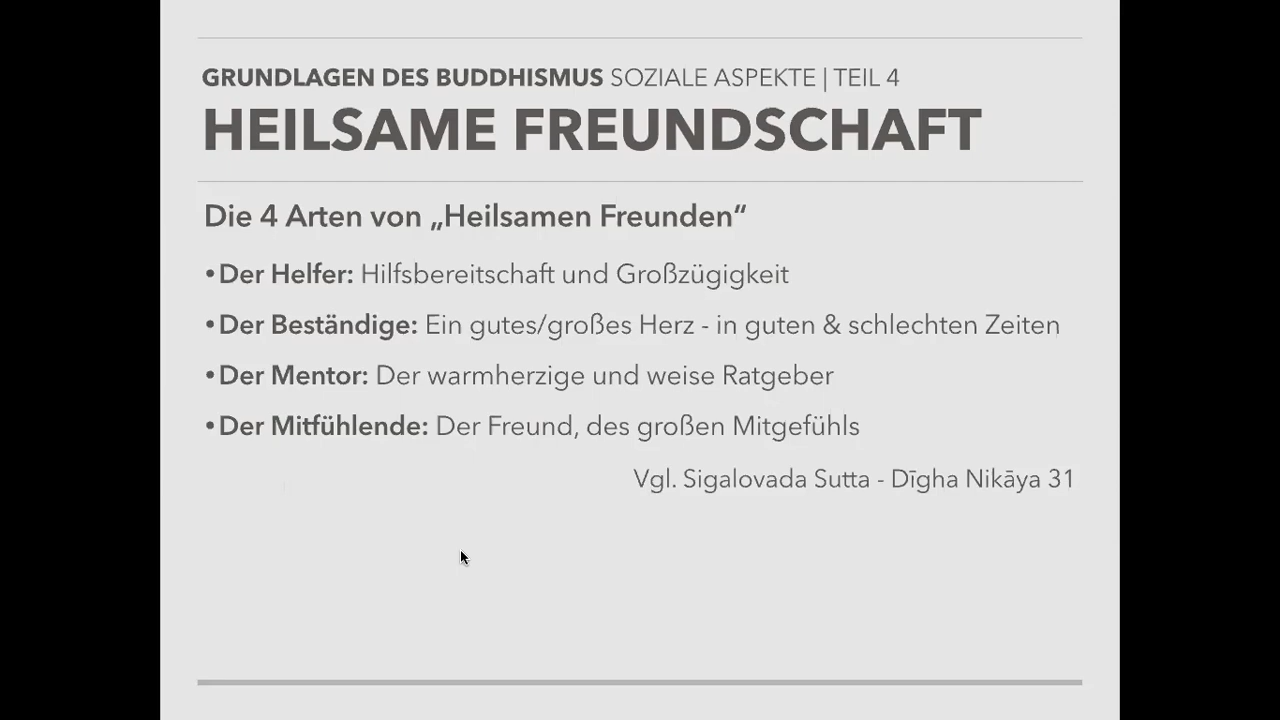 GRUNDLAGEN DES BUDDHISMUS SOZIALE ASPEKTE | TEIL 4
HEILSAME FREUNDSCHAFT
Die 4 Arten von „Heilsamen Freunden“
•Der Helfer: Hilfsbereitschaft und Großzügigkeit
•Der Beständige: Ein gutes/großes Herz - in guten & schlechten Zeiten
•Der Mentor: Der warmherzige und weise Ratgeber
•Der Mitfühlende: Der Freund, des großen Mitgefühls
Vgl. Sigalovada Sutta - Dīgha Nikāya 31